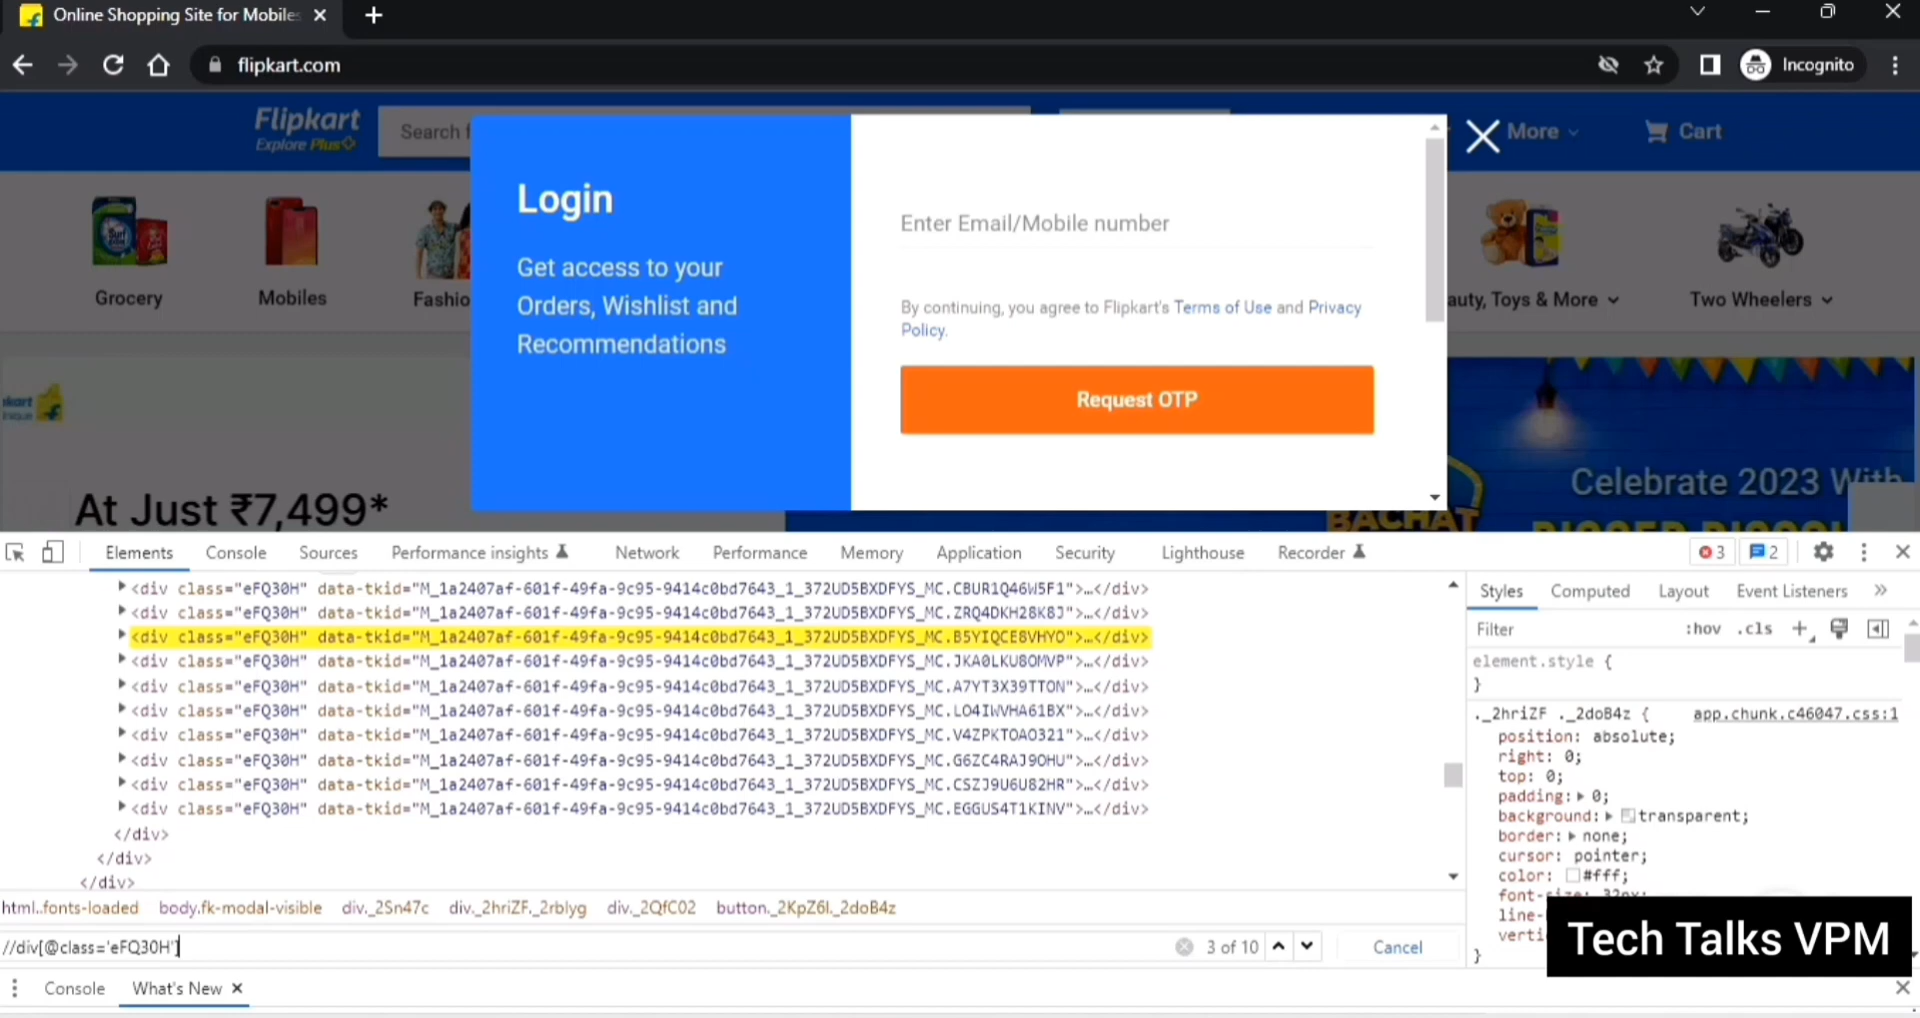 Online Shopping Site for Mobiles
flipkart.com
Incognito
Flipkart
Explore Plus
Search f
More
Cart
Login
Get access to your
Orders, Wishlist and
Recommendations
Enter Email/Mobile number
By continuing, you agree to Flipkart's Terms of Use and Privacy
Policy.
Request OTP
Grocery
Mobiles
Fashio
auty, Toys & More
Two Wheelers
At Just ₹7,499*
Celebrate 2023 With
BACHAT
Elements Console Sources Performance insights Network Performance Memory Application Security Lighthouse Recorder 3 2
<div class="eFQ30H" data-tkid="M_1a2407af-601f-49fa-9c95-9414c0bd7643_1_372UD5BXDFYS_MC.CBUR1Q46W5F1">…</div>
<div class="eFQ30H" data-tkid="M_1a2407af-601f-49fa-9c95-9414c0bd7643_1_372UD5BXDFYS_MC.ZRQ4DKH28K8J">…</div>
<div class="eFQ30H" data-tkid="M_1a2407af-601f-49fa-9c95-9414c0bd7643_1_372UD5BXDFYS_MC.B5YIQCE8VHYO">…</div>
<div class="eFQ30H" data-tkid="M_1a2407af-601f-49fa-9c95-9414c0bd7643_1_372UD5BXDFYS_MC.JKA0LKU8OMVP">…</div>
<div class="eFQ30H" data-tkid="M_1a2407af-601f-49fa-9c95-9414c0bd7643_1_372UD5BXDFYS_MC.A7YT3X39TTON">…</div>
<div class="eFQ30H" data-tkid="M_1a2407af-601f-49fa-9c95-9414c0bd7643_1_372UD5BXDFYS_MC.LO4IWVHA61BX">…</div>
<div class="eFQ30H" data-tkid="M_1a2407af-601f-49fa-9c95-9414c0bd7643_1_372UD5BXDFYS_MC.V4ZPKTOAO321">…</div>
<div class="eFQ30H" data-tkid="M_1a2407af-601f-49fa-9c95-9414c0bd7643_1_372UD5BXDFYS_MC.G6ZC4RAJ9OHU">…</div>
<div class="eFQ30H" data-tkid="M_1a2407af-601f-49fa-9c95-9414c0bd7643_1_372UD5BXDFYS_MC.CSZJ9U6U82HR">…</div>
<div class="eFQ30H" data-tkid="M_1a2407af-601f-49fa-9c95-9414c0bd7643_1_372UD5BXDFYS_MC.EGGUS4T1KINV">…</div>
</div>
</div>
</div>
html..fonts-loaded body.fk-modal-visible div._2Sn47c div._2hriZF._2rbIyg div._2QfC02 button._2KpZ6l._2doB4z
//div[@class='eFQ30H']
3 of 10
Cancel
Styles Computed Layout Event Listeners »
Filter
:hov .cls +
element.style {
}
._2hriZF ._2doB4z { app.chunk.c46047.css:1
position: absolute;
right: 0;
top: 0;
padding: 0;
background: transparent;
border: none;
cursor: pointer;
color: #fff;
font-size: 32px;
line-
verti
}
Tech Talks VPM
Console
What's New